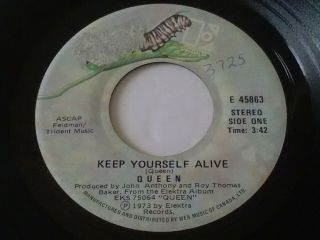 3725
ASCAP
Feldman/
Trident Music
E 45863
STEREO
SIDE ONE
Time: 3:42
KEEP YOURSELF ALIVE
(Queen)
QUEEN
Produced by John Anthony and Roy Thomas
Baker, From the Elektra Album
EKS 75064 "QUEEN"
Ⓟ 1973 by Elektra
Records.
MANUFACTURED AND DISTRIBUTED BY WEA MUSIC OF CANADA, LTD.